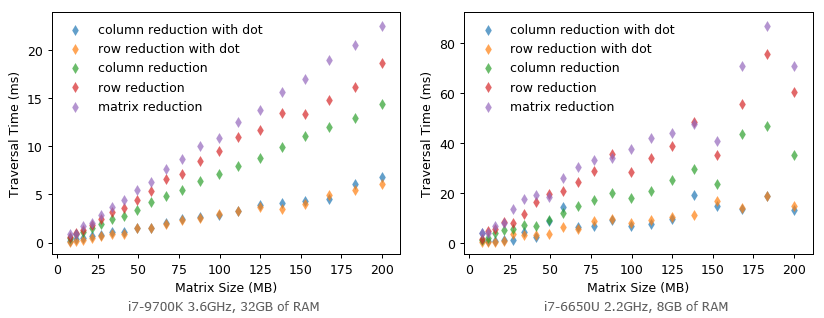 column reduction with dot
row reduction with dot
column reduction
row reduction
matrix reduction
Traversal Time (ms)
20
15
10
5
0
0 25 50 75 100 125 150 175 200
Matrix Size (MB)
i7-9700K 3.6GHz, 32GB of RAM
column reduction with dot
row reduction with dot
column reduction
row reduction
matrix reduction
Traversal Time (ms)
80
60
40
20
0
0 25 50 75 100 125 150 175 200
Matrix Size (MB)
i7-6650U 2.2GHz, 8GB of RAM